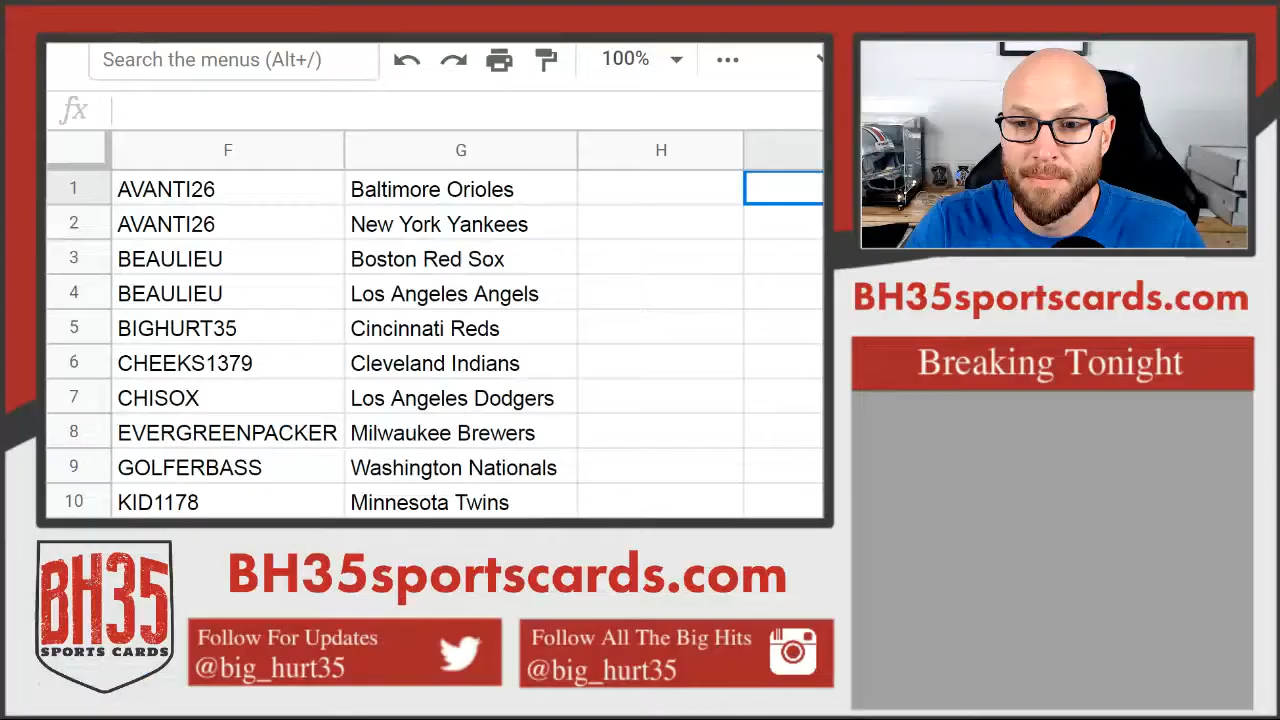 Search the menus (Alt+/)
100%
fx
F G H
1 AVANTI26 Baltimore Orioles
2 AVANTI26 New York Yankees
3 BEAULIEU Boston Red Sox
4 BEAULIEU Los Angeles Angels
5 BIGHURT35 Cincinnati Reds
6 CHEEKS1379 Cleveland Indians
7 CHISOX Los Angeles Dodgers
8 EVERGREENPACKER Milwaukee Brewers
9 GOLFERBASS Washington Nationals
10 KID1178 Minnesota Twins
BH35sportscards.com
Breaking Tonight
BH35
SPORTS CARDS
BH35sportscards.com
Follow For Updates
@big_hurt35
Follow All The Big Hits
@big_hurt35